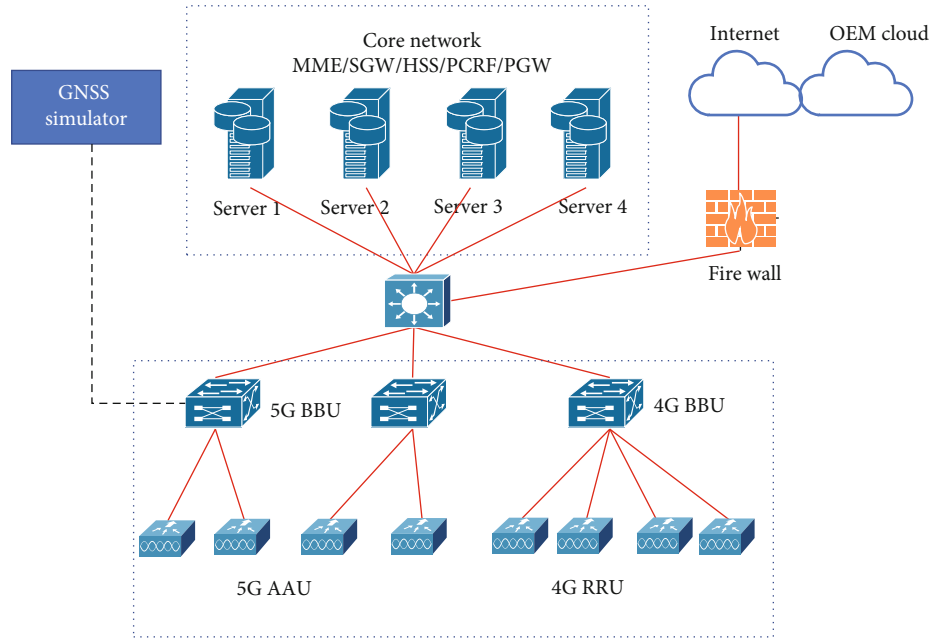 Core network
MME/SGW/HSS/PCRF/PGW
Internet
OEM cloud
GNSS
simulator
Server 1
Server 2
Server 3
Server 4
Fire wall
5G BBU
4G BBU
5G AAU
4G RRU